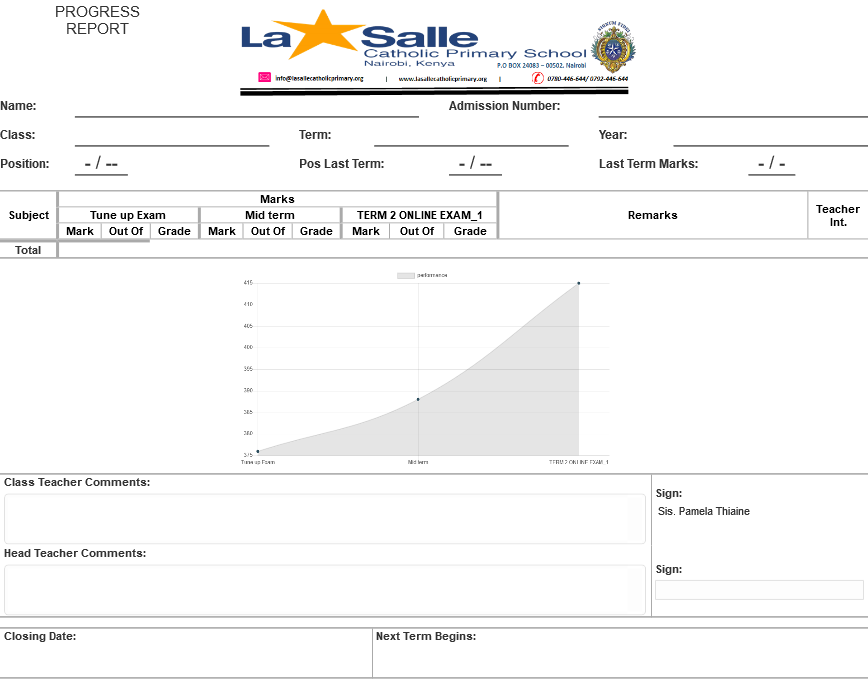 PROGRESS
REPORT
La Salle
Catholic Primary School
Nairobi, Kenya
P.O BOX 24083 – 00502, Nairobi
info@lasallecatholicprimary.org | www.lasallecatholicprimary.org | 0780-446-644/ 0792-446-644
Name: Admission Number:
Class: Term: Year:
Position: - / -- Pos Last Term: - / -- Last Term Marks: - / -
Subject Marks Remarks Teacher Int.
Tune up Exam Mid term TERM 2 ONLINE EXAM_1
Mark Out Of Grade Mark Out Of Grade Mark Out Of Grade
Total
performance
415
410
405
400
395
390
385
380
375
Tune up Exam Mid term TERM 2 ONLINE EXAM_1
Class Teacher Comments:
Sign:
Sis. Pamela Thiaine
Head Teacher Comments:
Sign:
Closing Date: Next Term Begins: